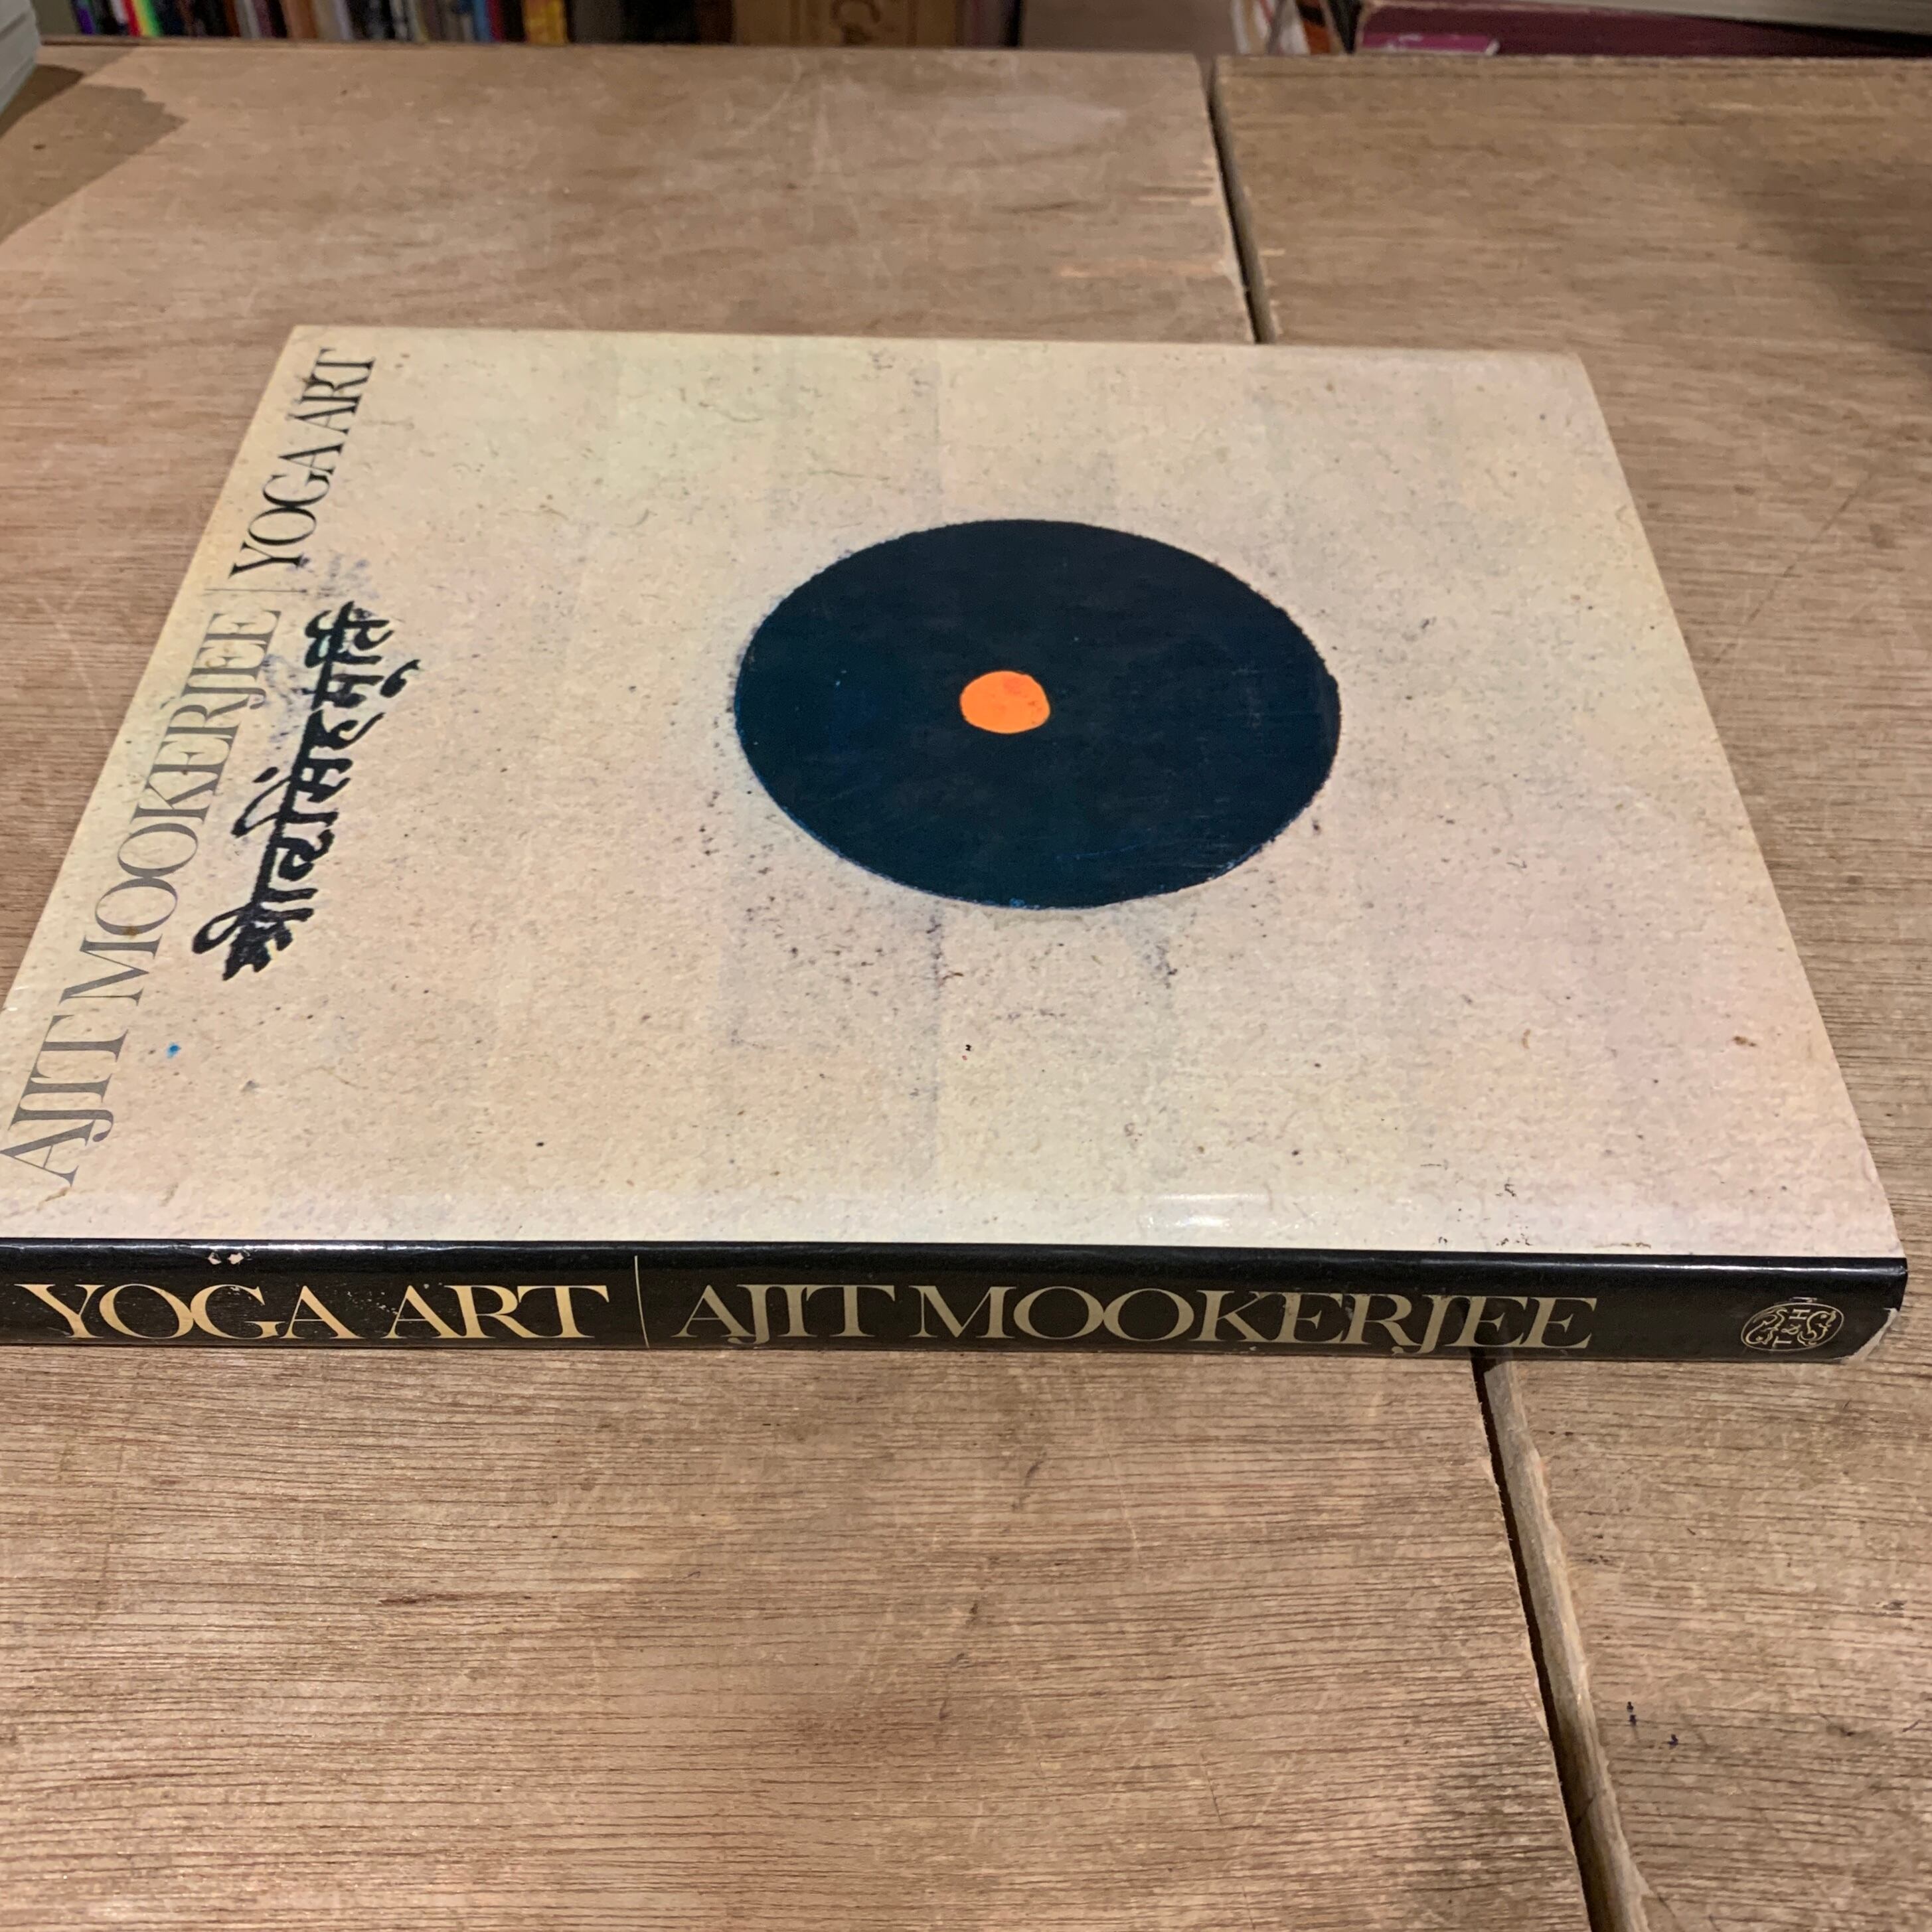 AJIT MOOKERJEE | YOGA ART
YOGA ART | AJIT MOOKERJEE
T&H